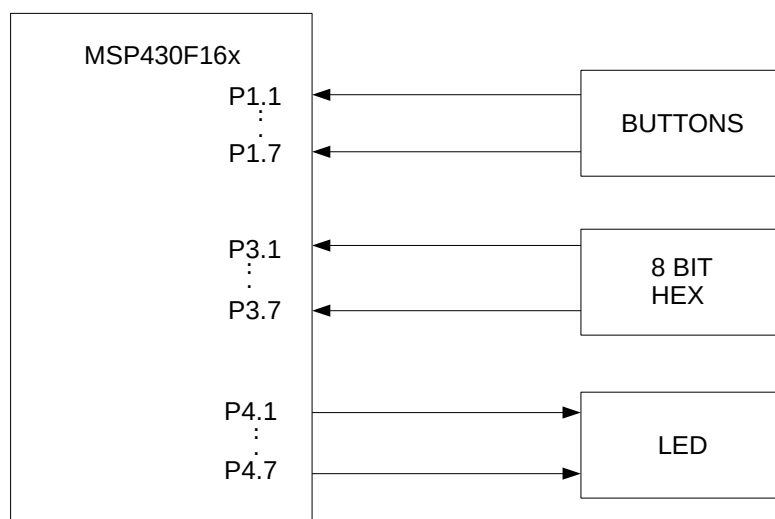 MSP430F16x
P1.1
P1.7
BUTTONS
P3.1
P3.7
8 BIT
HEX
P4.1
P4.7
LED